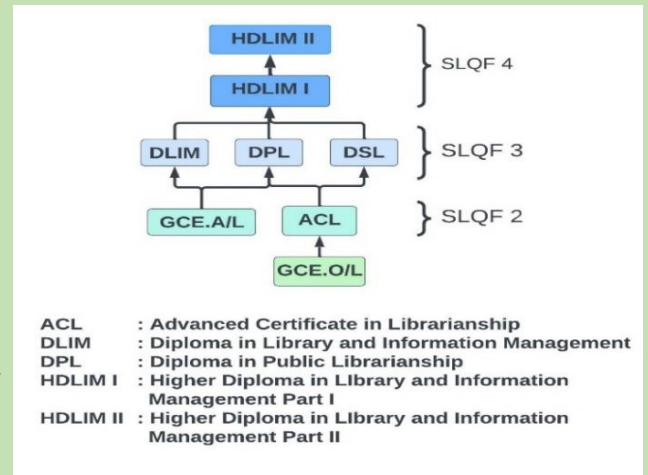 HDLIM II
SLQF 4
HDLIM I
DLIM DPL DSL SLQF 3
GCE.A/L ACL SLQF 2
GCE.O/L
ACL : Advanced Certificate in Librarianship
DLIM : Diploma in Library and Information Management
DPL : Diploma in Public Librarianship
HDLIM I : Higher Diploma in LIbrary and Information
Management Part I
HDLIM II : Higher Diploma in LIbrary and Information
Management Part II